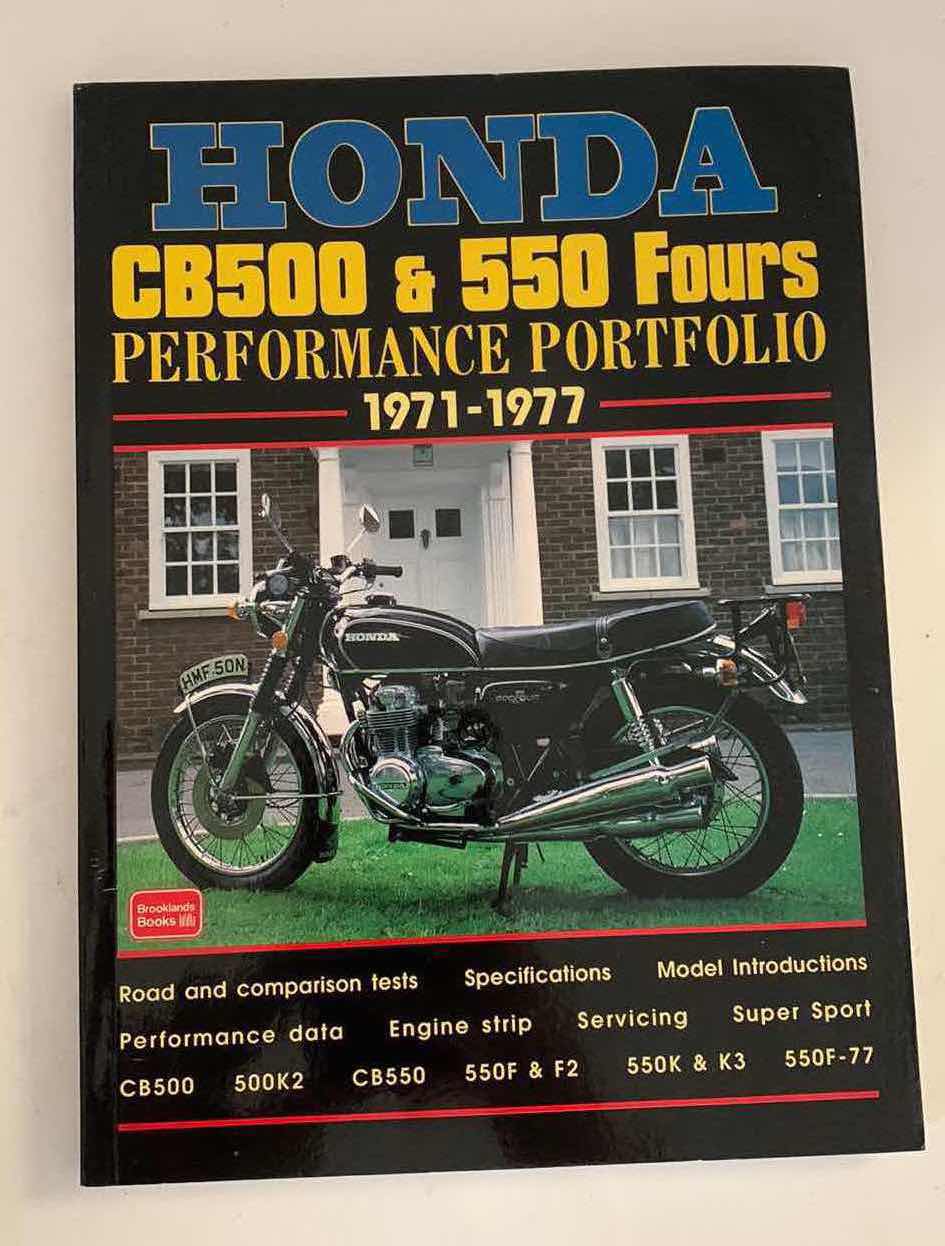 HONDA
CB500 & 550 Fours
PERFORMANCE PORTFOLIO
1971-1977
HONDA
HMF 50N
HONDA
Brooklands
Books
Road and comparison tests Specifications Model Introductions
Performance data Engine strip Servicing Super Sport
CB500 500K2 CB550 550F & F2 550K & K3 550F-77